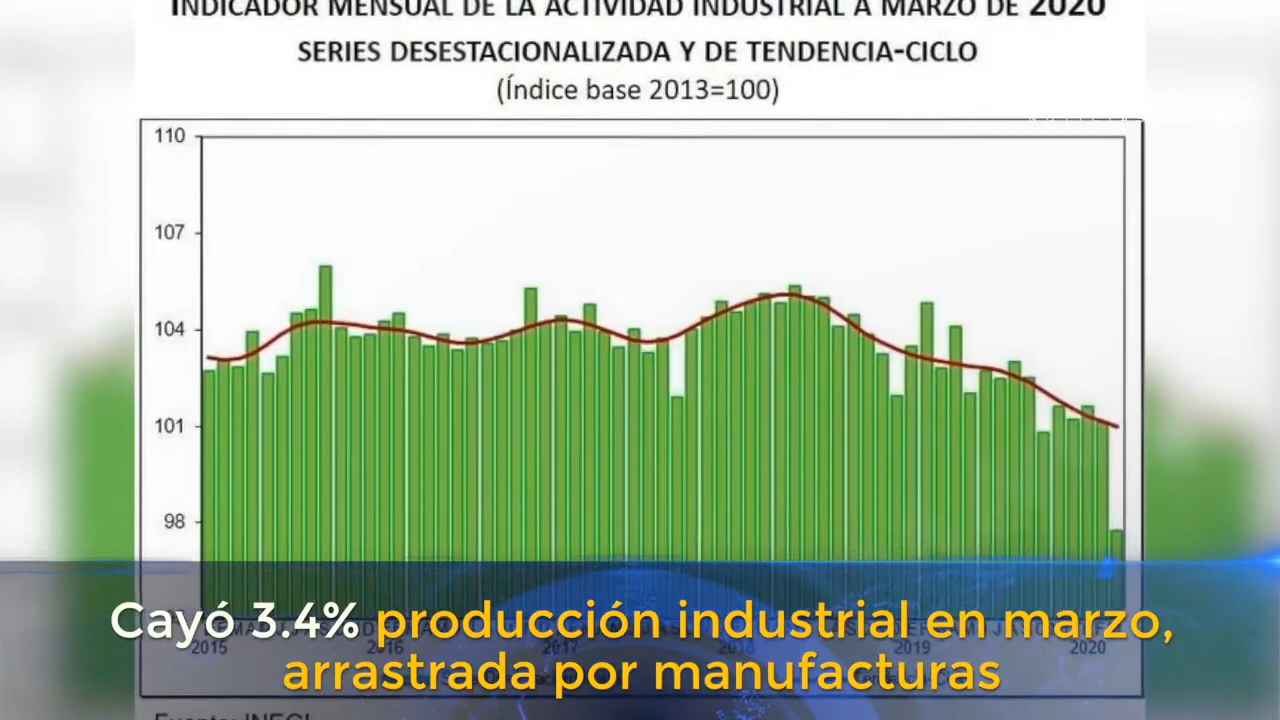 INDICADOR MENSUAL DE LA ACTIVIDAD INDUSTRIAL A MARZO DE 2020
SERIES DESESTACIONALIZADA Y DE TENDENCIA-CICLO
(Índice base 2013=100)
110
107
104
101
98
2015 2016 2017 2018 2019 2020
Cayó 3.4% producción industrial en marzo,
arrastrada por manufacturas
Fuente: INEGI